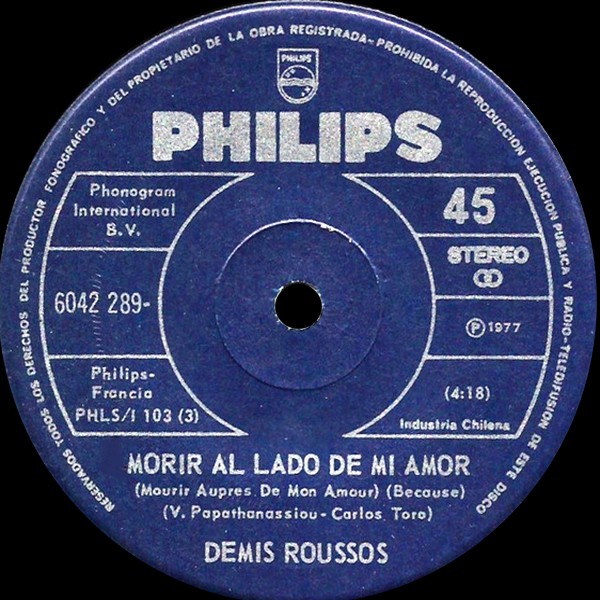 RESERVADOS TODOS LOS DERECHOS DEL PRODUCTOR FONOGRAFICO Y DEL PROPIETARIO DE LA OBRA REGISTRADA-PROHIBIDA LA REPRODUCCION EJECUCION PUBLICA Y RADIO-TELEDIFUSION DE ESTE DISCO
PHILIPS
PHILIPS
Phonogram
International
B.V.
45
STEREO
6042 289-
Ⓟ 1977
Philips-
Francia
PHLS/I 103 (3)
(4:18)
Industria Chilena
MORIR AL LADO DE MI AMOR
(Mourir Aupres De Mon Amour) (Because)
(V. Papathanassiou - Carlos Toro)
DEMIS ROUSSOS